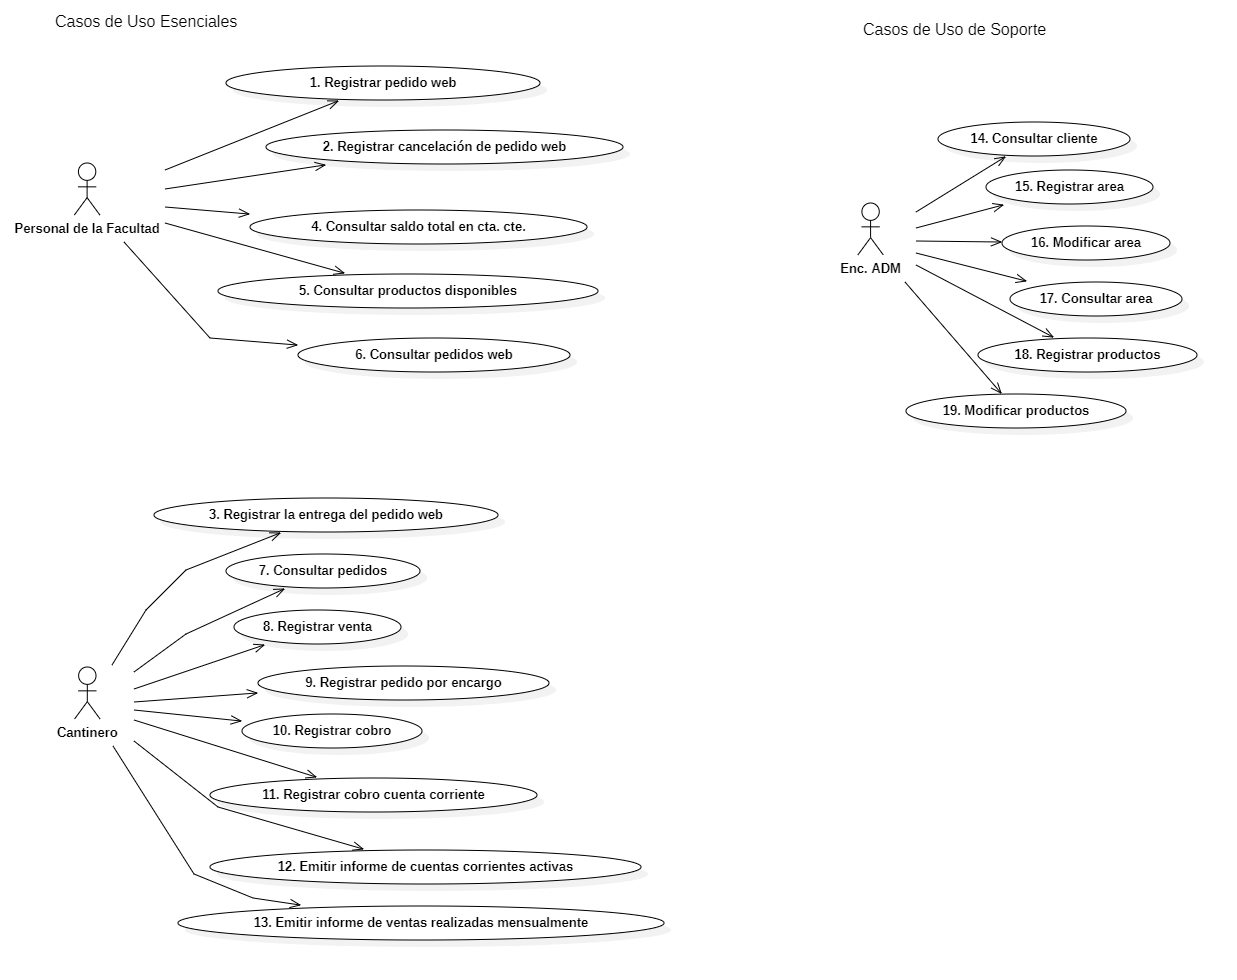 Casos de Uso Esenciales
Casos de Uso de Soporte
1. Registrar pedido web
2. Registrar cancelación de pedido web
4. Consultar saldo total en cta. cte.
5. Consultar productos disponibles
6. Consultar pedidos web
Personal de la Facultad
14. Consultar cliente
15. Registrar area
16. Modificar area
17. Consultar area
18. Registrar productos
19. Modificar productos
Enc. ADM
3. Registrar la entrega del pedido web
7. Consultar pedidos
8. Registrar venta
9. Registrar pedido por encargo
10. Registrar cobro
11. Registrar cobro cuenta corriente
12. Emitir informe de cuentas corrientes activas
13. Emitir informe de ventas realizadas mensualmente
Cantinero